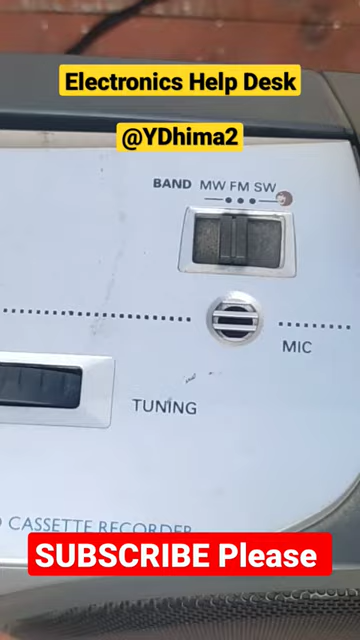 Electronics Help Desk
@YDhima2
BAND MW FM SW
MIC
TUNING
CASSETTE RECORDER
SUBSCRIBE Please